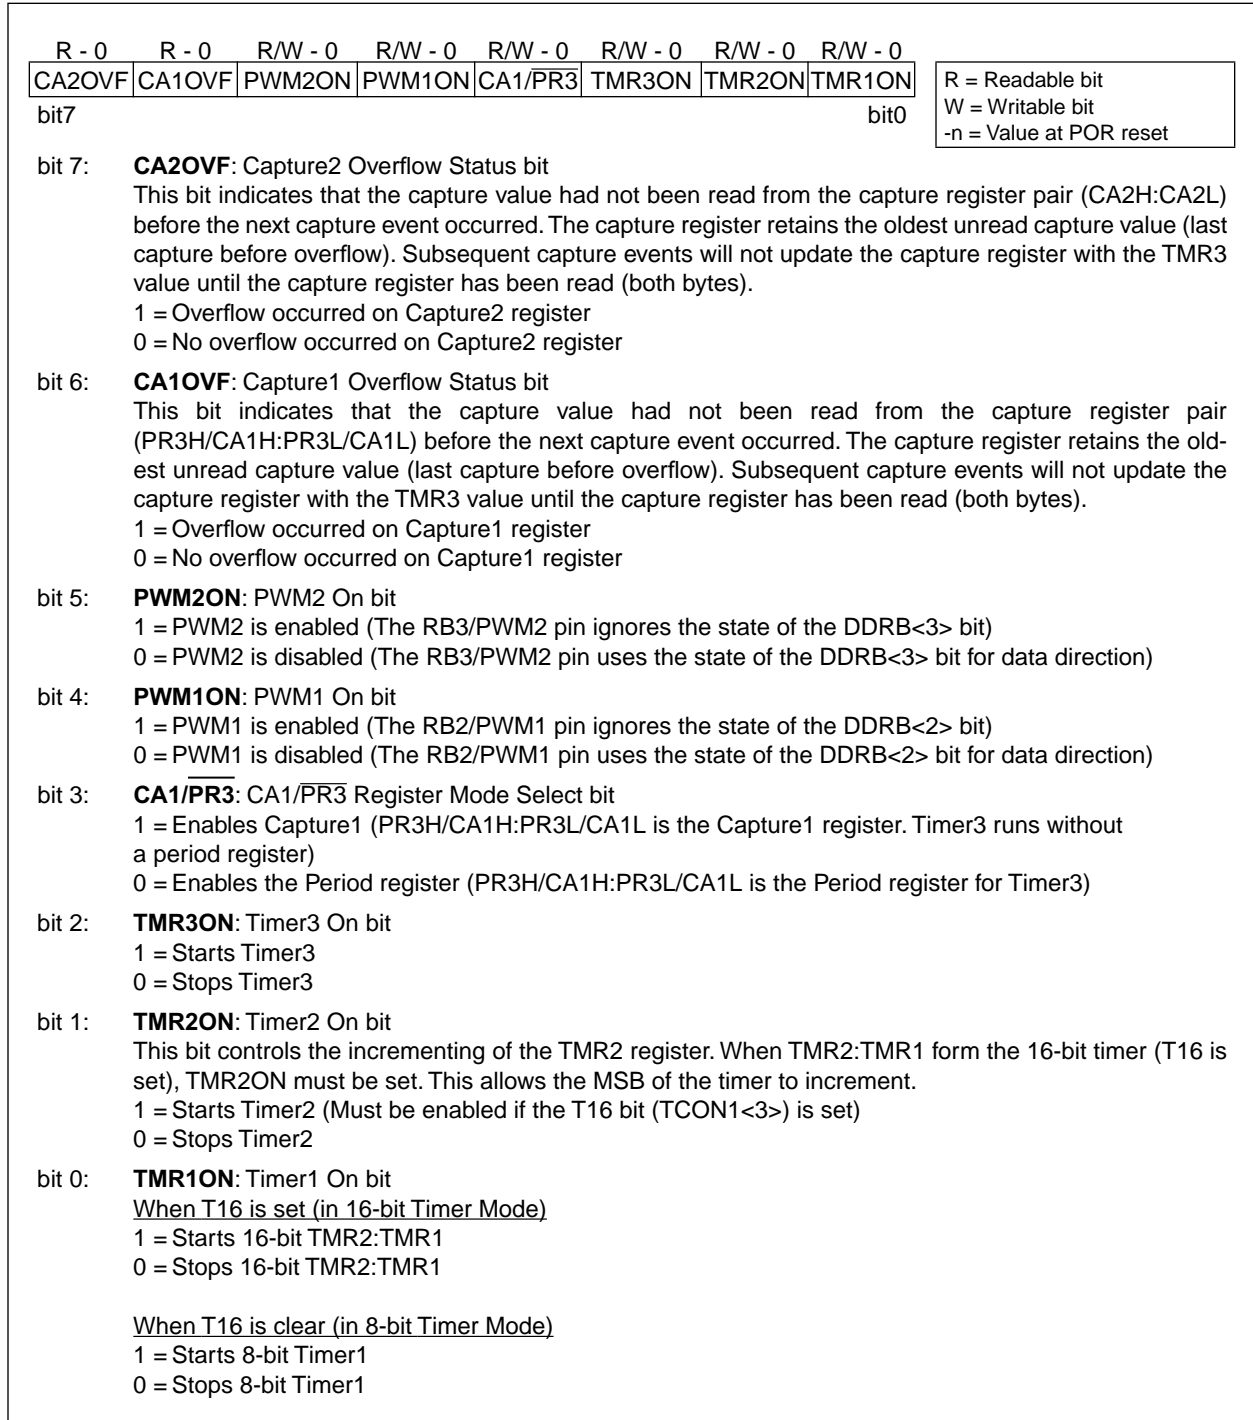 R - 0 R - 0 R/W - 0 R/W - 0 R/W - 0 R/W - 0 R/W - 0 R/W - 0
CA2OVF CA1OVF PWM2ON PWM1ON CA1/PR3 TMR3ON TMR2ON TMR1ON
bit7 bit0
R = Readable bit
W = Writable bit
-n = Value at POR reset
bit 7: CA2OVF: Capture2 Overflow Status bit
This bit indicates that the capture value had not been read from the capture register pair (CA2H:CA2L)
before the next capture event occurred. The capture register retains the oldest unread capture value (last
capture before overflow). Subsequent capture events will not update the capture register with the TMR3
value until the capture register has been read (both bytes).
1 = Overflow occurred on Capture2 register
0 = No overflow occurred on Capture2 register
bit 6: CA1OVF: Capture1 Overflow Status bit
This bit indicates that the capture value had not been read from the capture register pair
(PR3H/CA1H:PR3L/CA1L) before the next capture event occurred. The capture register retains the old-
est unread capture value (last capture before overflow). Subsequent capture events will not update the
capture register with the TMR3 value until the capture register has been read (both bytes).
1 = Overflow occurred on Capture1 register
0 = No overflow occurred on Capture1 register
bit 5: PWM2ON: PWM2 On bit
1 = PWM2 is enabled (The RB3/PWM2 pin ignores the state of the DDRB<3> bit)
0 = PWM2 is disabled (The RB3/PWM2 pin uses the state of the DDRB<3> bit for data direction)
bit 4: PWM1ON: PWM1 On bit
1 = PWM1 is enabled (The RB2/PWM1 pin ignores the state of the DDRB<2> bit)
0 = PWM1 is disabled (The RB2/PWM1 pin uses the state of the DDRB<2> bit for data direction)
bit 3: CA1/PR3: CA1/PR3 Register Mode Select bit
1 = Enables Capture1 (PR3H/CA1H:PR3L/CA1L is the Capture1 register. Timer3 runs without
a period register)
0 = Enables the Period register (PR3H/CA1H:PR3L/CA1L is the Period register for Timer3)
bit 2: TMR3ON: Timer3 On bit
1 = Starts Timer3
0 = Stops Timer3
bit 1: TMR2ON: Timer2 On bit
This bit controls the incrementing of the TMR2 register. When TMR2:TMR1 form the 16-bit timer (T16 is
set), TMR2ON must be set. This allows the MSB of the timer to increment.
1 = Starts Timer2 (Must be enabled if the T16 bit (TCON1<3>) is set)
0 = Stops Timer2
bit 0: TMR1ON: Timer1 On bit
When T16 is set (in 16-bit Timer Mode)
1 = Starts 16-bit TMR2:TMR1
0 = Stops 16-bit TMR2:TMR1
When T16 is clear (in 8-bit Timer Mode)
1 = Starts 8-bit Timer1
0 = Stops 8-bit Timer1